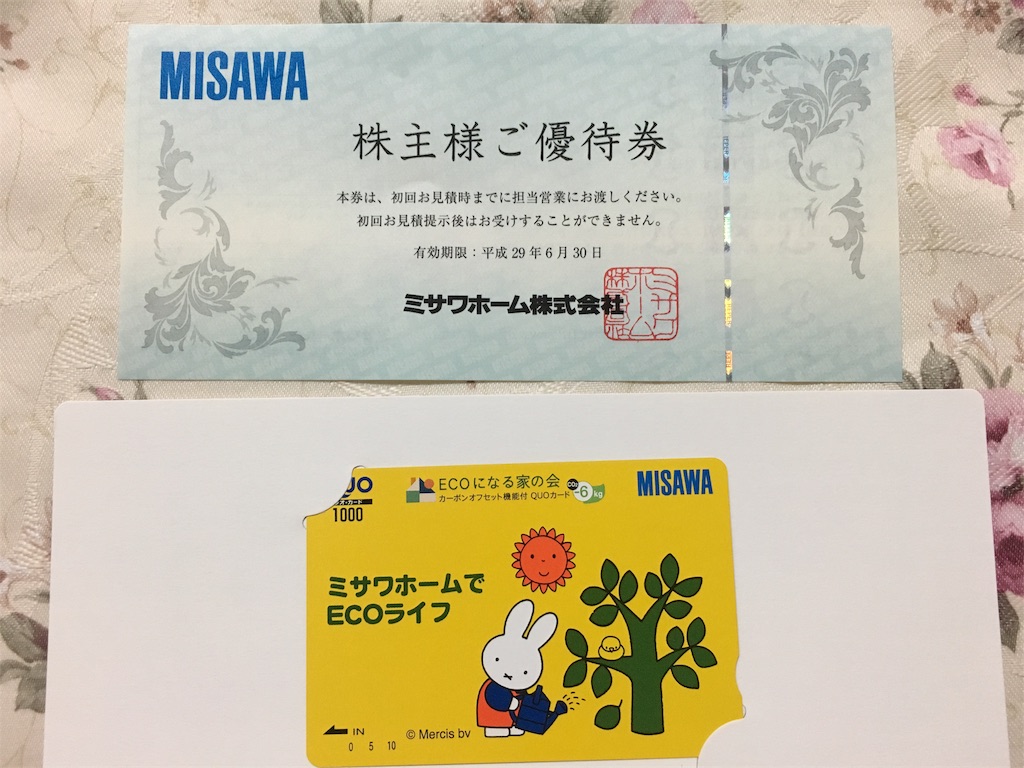 MISAWA
株主様ご優待券
本券は、初回お見積時までに担当営業にお渡しください。
初回お見積提示後はお受けすることができません。
有効期限：平成29年6月30日
ミサワホーム株式会社
ECOになる家の会
カーボンオフセット機能付 QUOカード
CO2
-6kg
MISAWA
1000
ミサワホームで
ECOライフ
IN
0 5 10
© Mercis bv